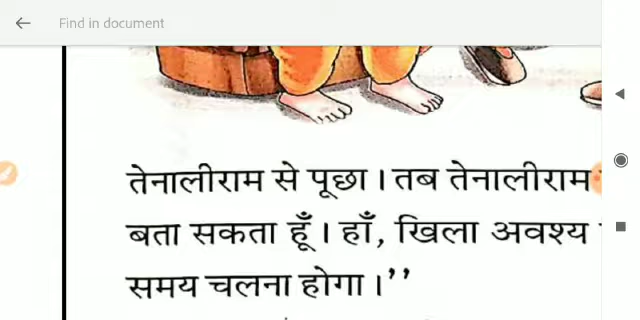 Find in document
तेनालीराम से पूछा। तब तेनालीराम
बता सकता हूँ। हाँ, खिला अवश्य
समय चलना होगा।’’